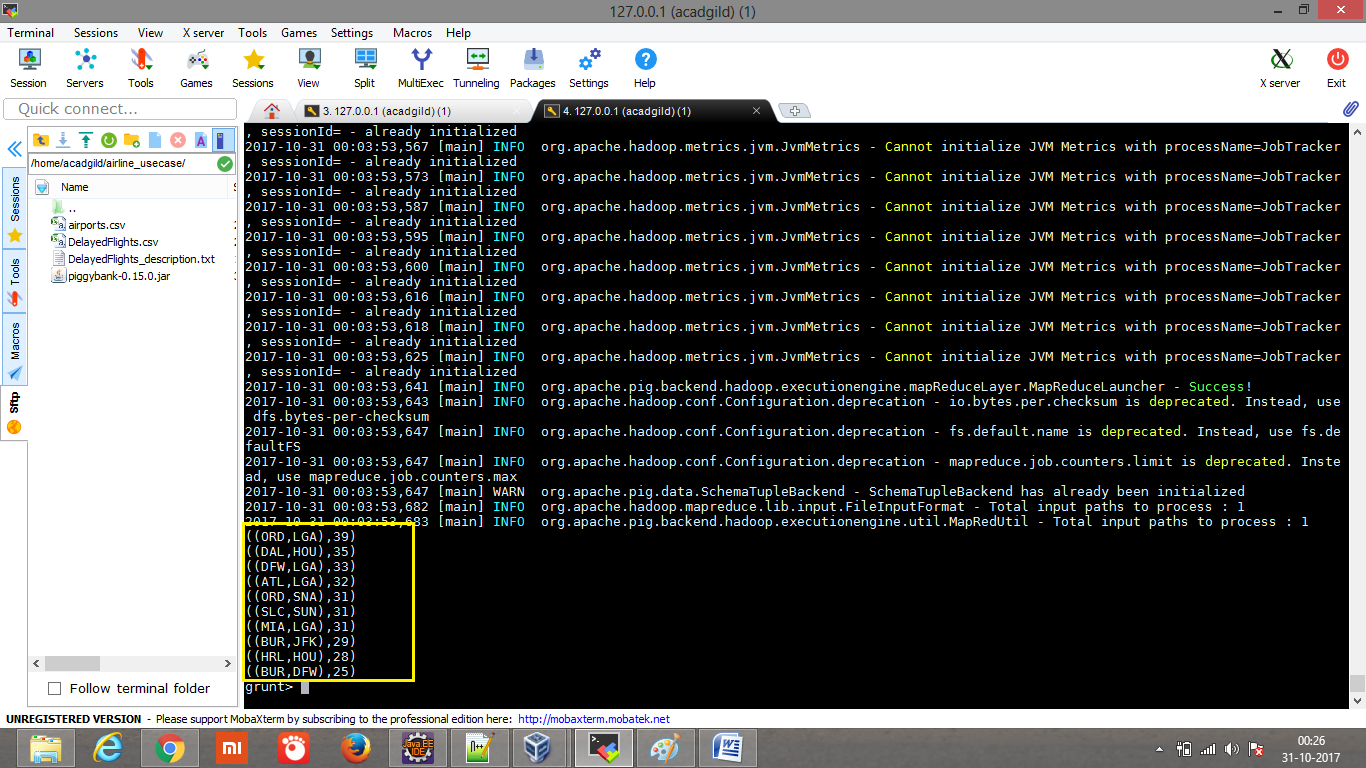 127.0.0.1 (acadgild) (1)
Terminal Sessions View X server Tools Games Settings Macros Help
Session Servers Tools Games Sessions View Split MultiExec Tunneling Packages Settings Help X server Exit
Quick connect...
3. 127.0.0.1 (acadgild) (1)
4. 127.0.0.1 (acadgild) (1)
/home/acadgild/airline_usecase/
Name
..
airports.csv
DelayedFlights.csv
DelayedFlights_description.txt
piggybank-0.15.0.jar
Sessions
Tools
Macros
Sftp
Follow terminal folder
, sessionId= - already initialized
2017-10-31 00:03:53,567 [main] INFO  org.apache.hadoop.metrics.jvm.JvmMetrics - Cannot initialize JVM Metrics with processName=JobTracker
, sessionId= - already initialized
2017-10-31 00:03:53,573 [main] INFO  org.apache.hadoop.metrics.jvm.JvmMetrics - Cannot initialize JVM Metrics with processName=JobTracker
, sessionId= - already initialized
2017-10-31 00:03:53,587 [main] INFO  org.apache.hadoop.metrics.jvm.JvmMetrics - Cannot initialize JVM Metrics with processName=JobTracker
, sessionId= - already initialized
2017-10-31 00:03:53,595 [main] INFO  org.apache.hadoop.metrics.jvm.JvmMetrics - Cannot initialize JVM Metrics with processName=JobTracker
, sessionId= - already initialized
2017-10-31 00:03:53,600 [main] INFO  org.apache.hadoop.metrics.jvm.JvmMetrics - Cannot initialize JVM Metrics with processName=JobTracker
, sessionId= - already initialized
2017-10-31 00:03:53,616 [main] INFO  org.apache.hadoop.metrics.jvm.JvmMetrics - Cannot initialize JVM Metrics with processName=JobTracker
, sessionId= - already initialized
2017-10-31 00:03:53,618 [main] INFO  org.apache.hadoop.metrics.jvm.JvmMetrics - Cannot initialize JVM Metrics with processName=JobTracker
, sessionId= - already initialized
2017-10-31 00:03:53,625 [main] INFO  org.apache.hadoop.metrics.jvm.JvmMetrics - Cannot initialize JVM Metrics with processName=JobTracker
, sessionId= - already initialized
2017-10-31 00:03:53,641 [main] INFO  org.apache.pig.backend.hadoop.executionengine.mapReduceLayer.MapReduceLauncher - Success!
2017-10-31 00:03:53,643 [main] INFO  org.apache.hadoop.conf.Configuration.deprecation - io.bytes.per.checksum is deprecated. Instead, use
dfs.bytes-per-checksum
2017-10-31 00:03:53,647 [main] INFO  org.apache.hadoop.conf.Configuration.deprecation - fs.default.name is deprecated. Instead, use fs.de
faultFS
2017-10-31 00:03:53,647 [main] INFO  org.apache.hadoop.conf.Configuration.deprecation - mapreduce.job.counters.limit is deprecated. Inste
ad, use mapreduce.job.counters.max
2017-10-31 00:03:53,647 [main] WARN  org.apache.pig.data.SchemaTupleBackend - SchemaTupleBackend has already been initialized
2017-10-31 00:03:53,682 [main] INFO  org.apache.hadoop.mapreduce.lib.input.FileInputFormat - Total input paths to process : 1
2017-10-31 00:03:53,683 [main] INFO  org.apache.pig.backend.hadoop.executionengine.util.MapRedUtil - Total input paths to process : 1
((ORD,LGA),39)
((DAL,HOU),35)
((DFW,LGA),33)
((ATL,LGA),32)
((ORD,SNA),31)
((SLC,SUN),31)
((MIA,LGA),31)
((BUR,JFK),29)
((HRL,HOU),28)
((BUR,DFW),25)
grunt>
UNREGISTERED VERSION - Please support MobaXterm by subscribing to the professional edition here: http://mobaxterm.mobatek.net
00:26
31-10-2017